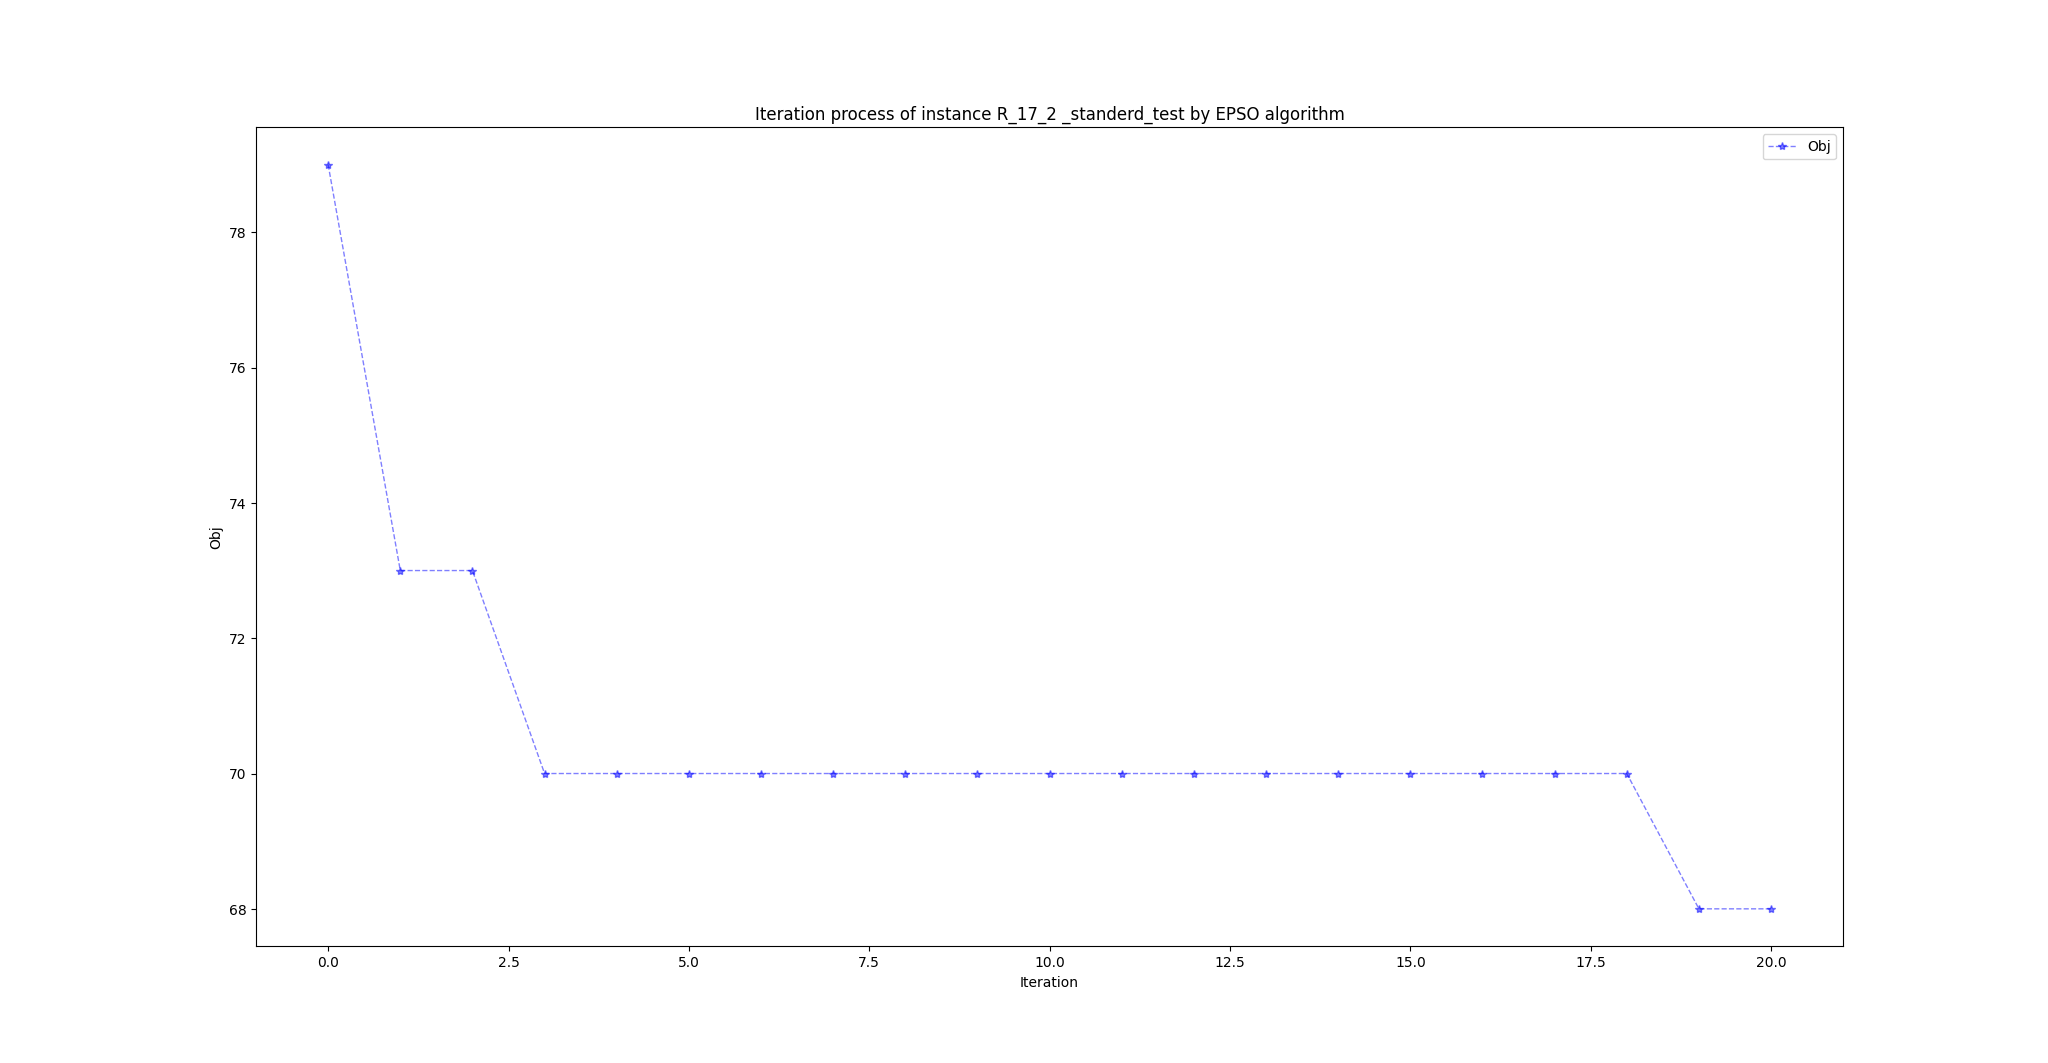 Iteration process of instance R_17_2 _standerd_test by EPSO algorithm
Obj
78
76
74
72
70
68
Obj
0.0 2.5 5.0 7.5 10.0 12.5 15.0 17.5 20.0
Iteration